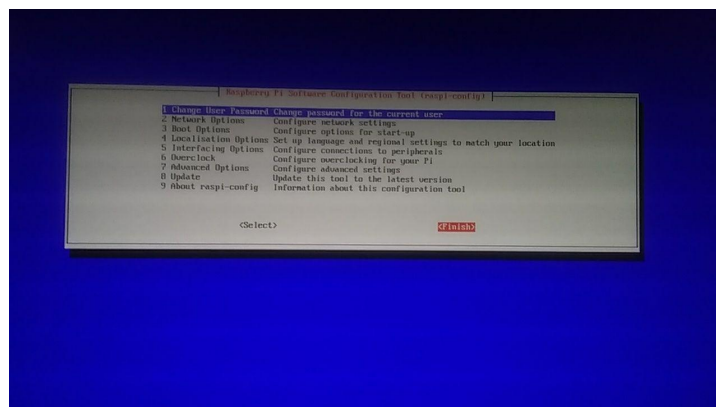 Raspberry Pi Software Configuration Tool (raspi-config)
1 Change User Password Change password for the current user
2 Network Options Configure network settings
3 Boot Options Configure options for start-up
4 Localisation Options Set up language and regional settings to match your location
5 Interfacing Options Configure connections to peripherals
6 Overclock Configure overclocking for your Pi
7 Advanced Options Configure advanced settings
8 Update Update this tool to the latest version
9 About raspi-config Information about this configuration tool
<Select> <Finish>